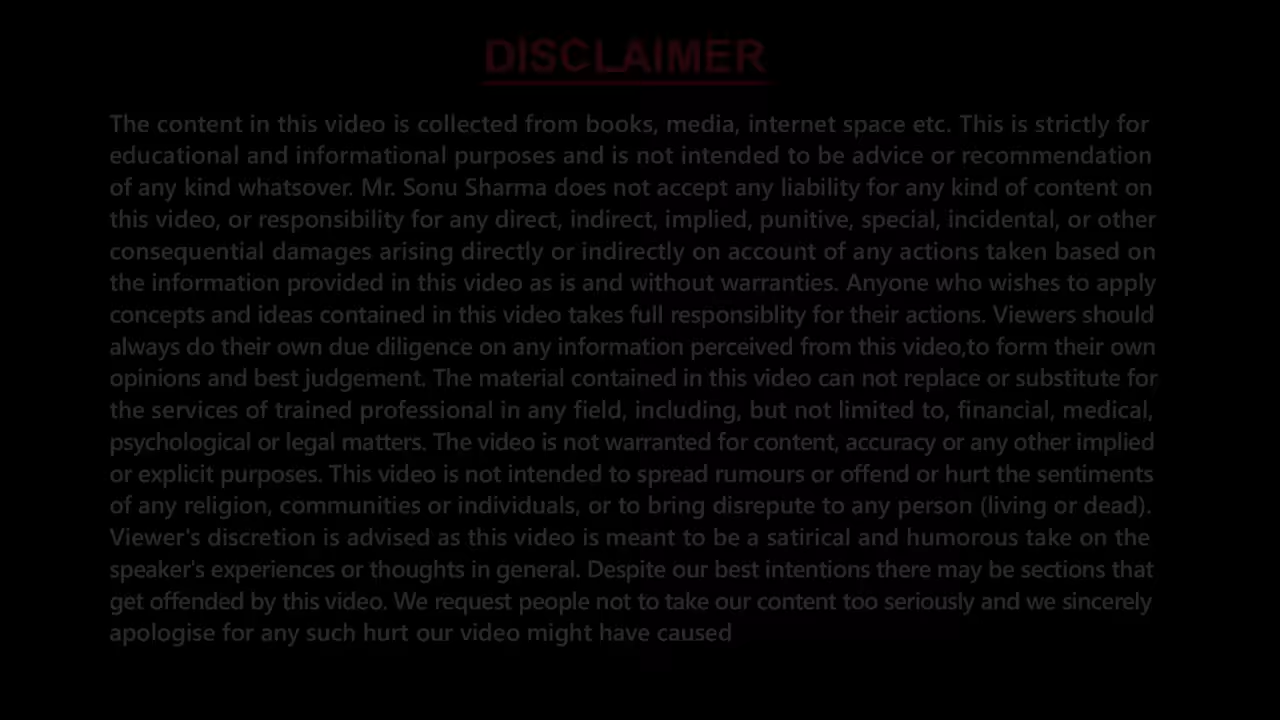 DISCLAIMER
The content in this video is collected from books, media, internet space etc. This is strictly for
educational and informational purposes and is not intended to be advice or recommendation
of any kind whatsover. Mr. Sonu Sharma does not accept any liability for any kind of content on
this video, or responsibility for any direct, indirect, implied, punitive, special, incidental, or other
consequential damages arising directly or indirectly on account of any actions taken based on
the information provided in this video as is and without warranties. Anyone who wishes to apply
concepts and ideas contained in this video takes full responsiblity for their actions. Viewers should
always do their own due diligence on any information perceived from this video,to form their own
opinions and best judgement. The material contained in this video can not replace or substitute for
the services of trained professional in any field, including, but not limited to, financial, medical,
psychological or legal matters. The video is not warranted for content, accuracy or any other implied
or explicit purposes. This video is not intended to spread rumours or offend or hurt the sentiments
of any religion, communities or individuals, or to bring disrepute to any person (living or dead).
Viewer's discretion is advised as this video is meant to be a satirical and humorous take on the
speaker's experiences or thoughts in general. Despite our best intentions there may be sections that
get offended by this video. We request people not to take our content too seriously and we sincerely
apologise for any such hurt our video might have caused